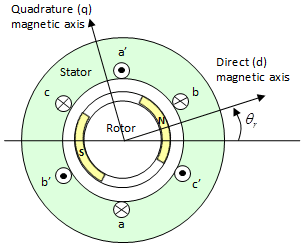 Quadrature (q)
magnetic axis
a′
Direct (d)
magnetic axis
Stator
c
b
N
θr
Rotor
S
b′
c′
a